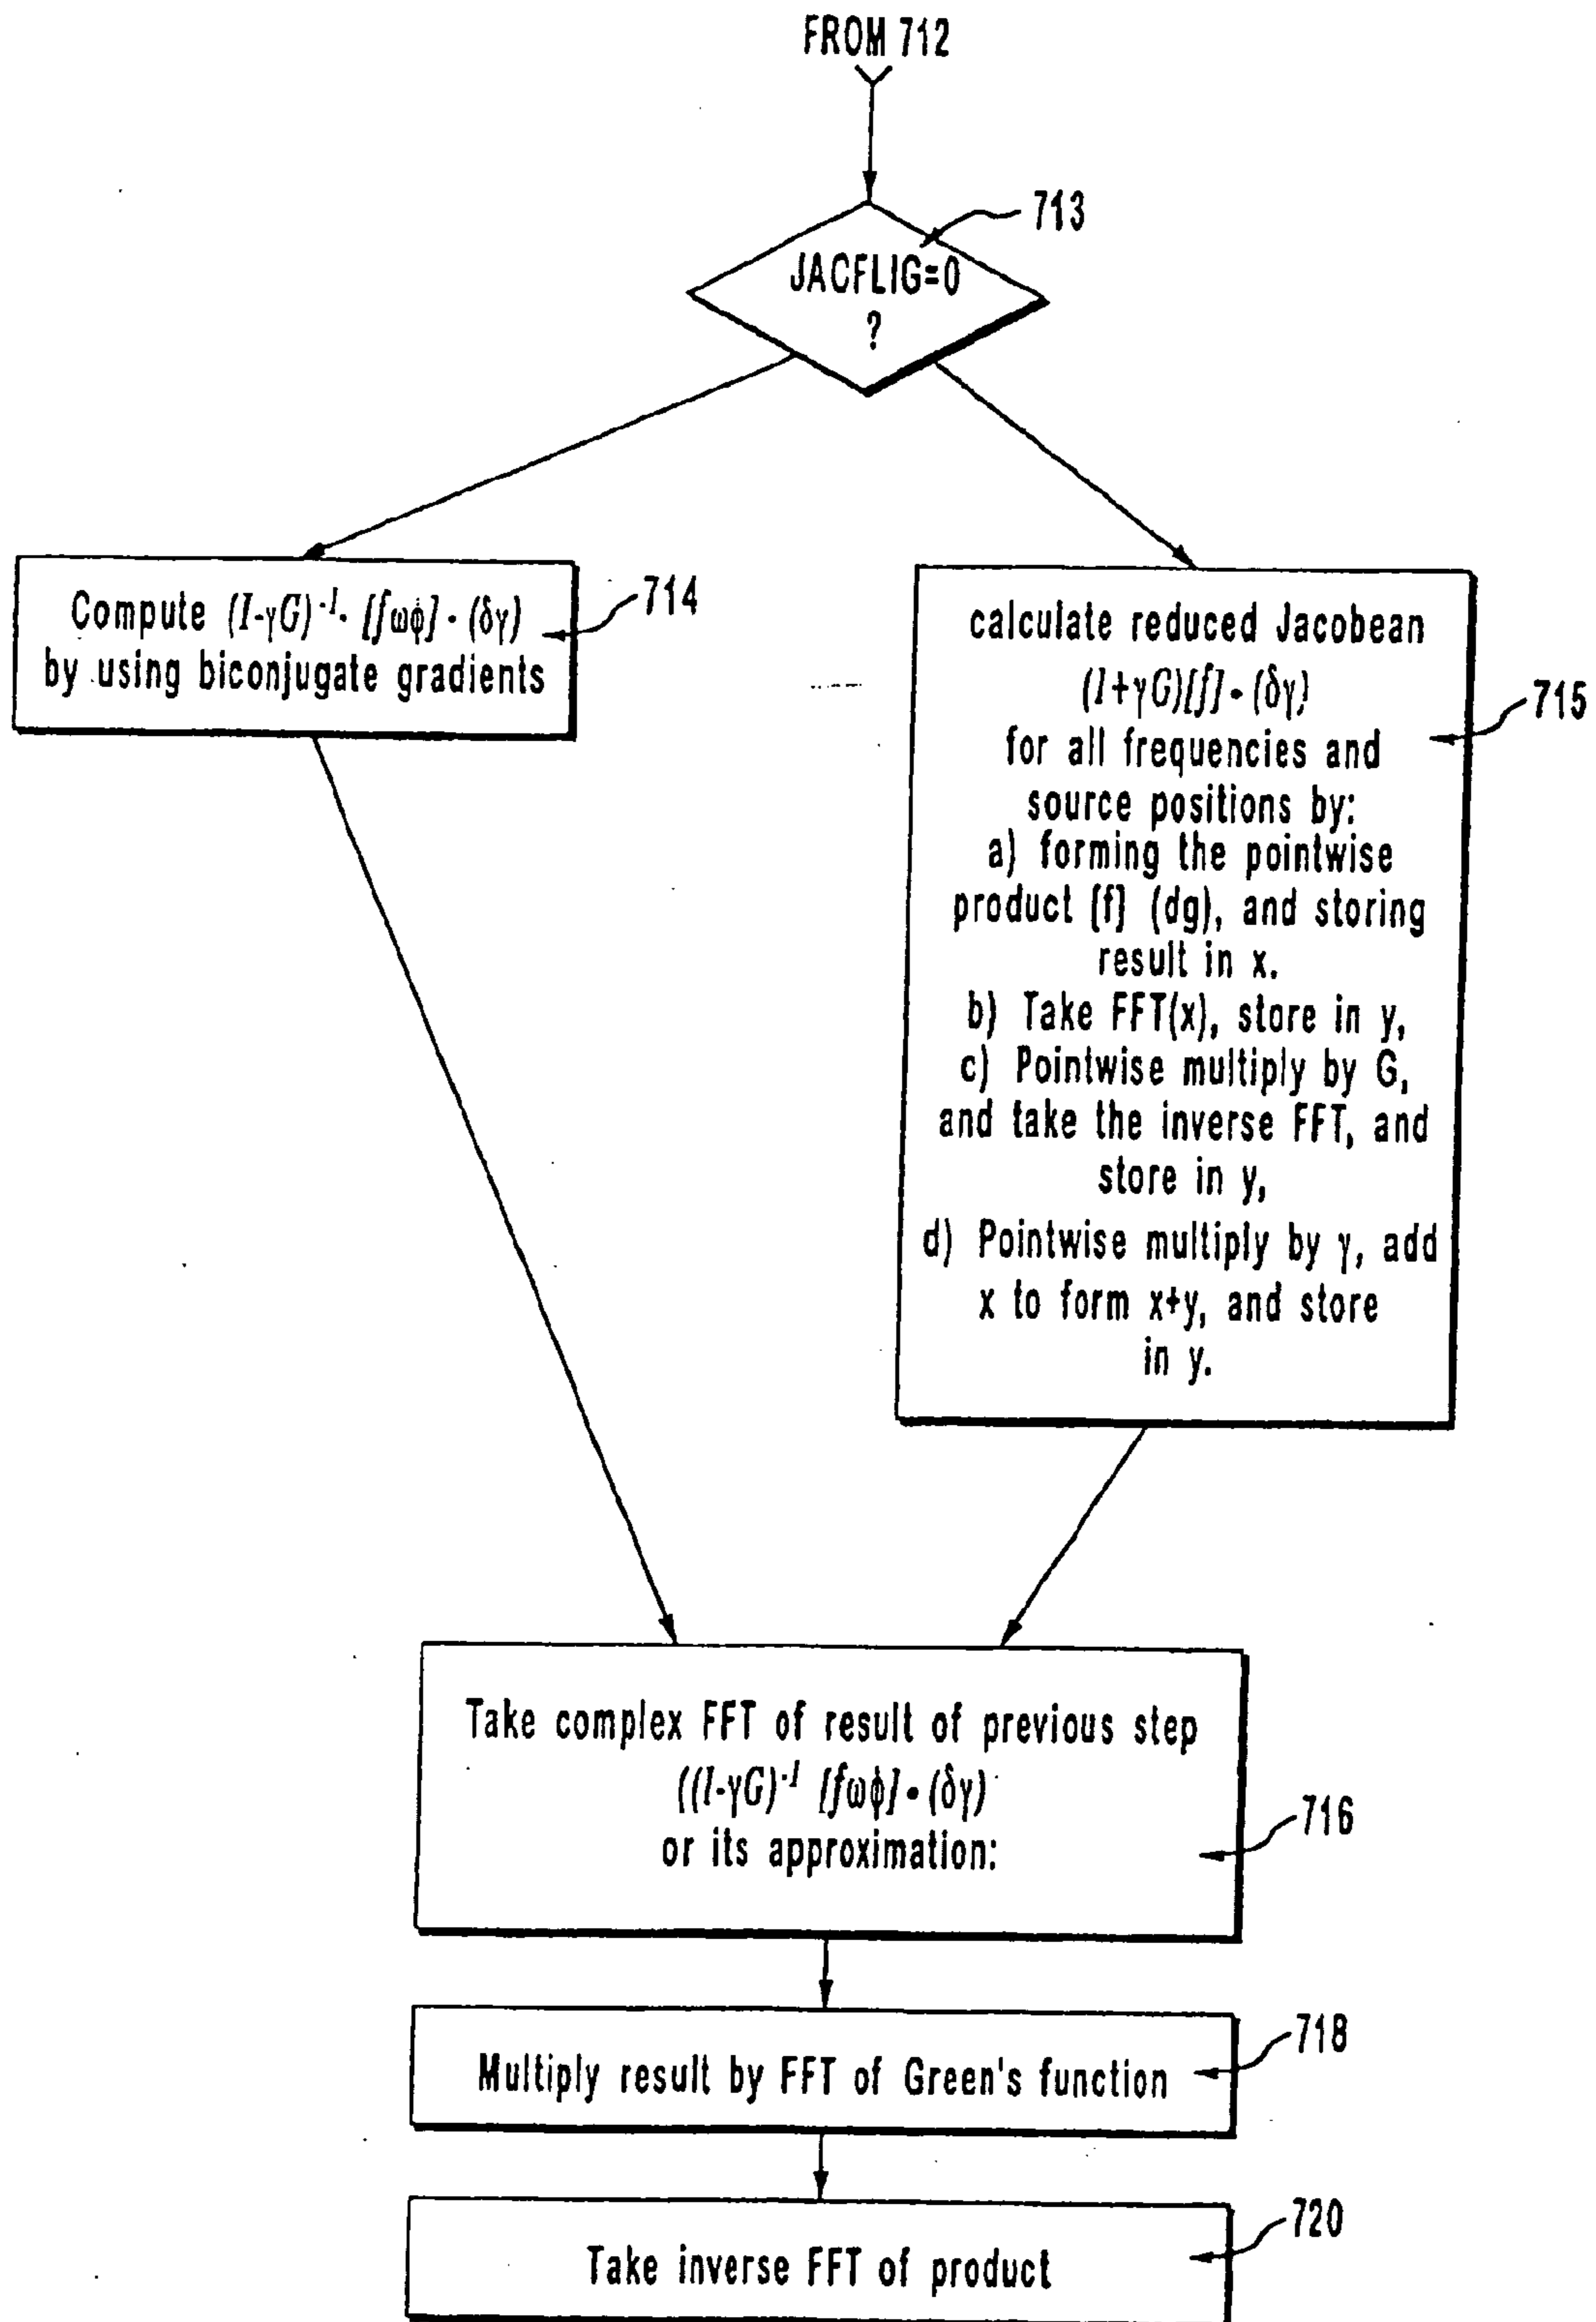 FROM 712
713
JACFLIG=0
?
Compute (I-γG)⁻¹· [∫ωϕ] · (δγ)
by using biconjugate gradients
714
calculate reduced Jacobean
(I+γG)[f] · (δγ)
for all frequencies and
source positions by:
a) forming the pointwise
product [f] (dg), and storing
result in x.
b) Take FFT(x), store in y,
c) Pointwise multiply by G,
and take the inverse FFT, and
store in y,
d) Pointwise multiply by γ, add
x to form x+y, and store
in y.
715
Take complex FFT of result of previous step
((I-γG)⁻¹ [fωϕ] · (δγ)
or its approximation:
716
Multiply result by FFT of Green's function
718
Take inverse FFT of product
720